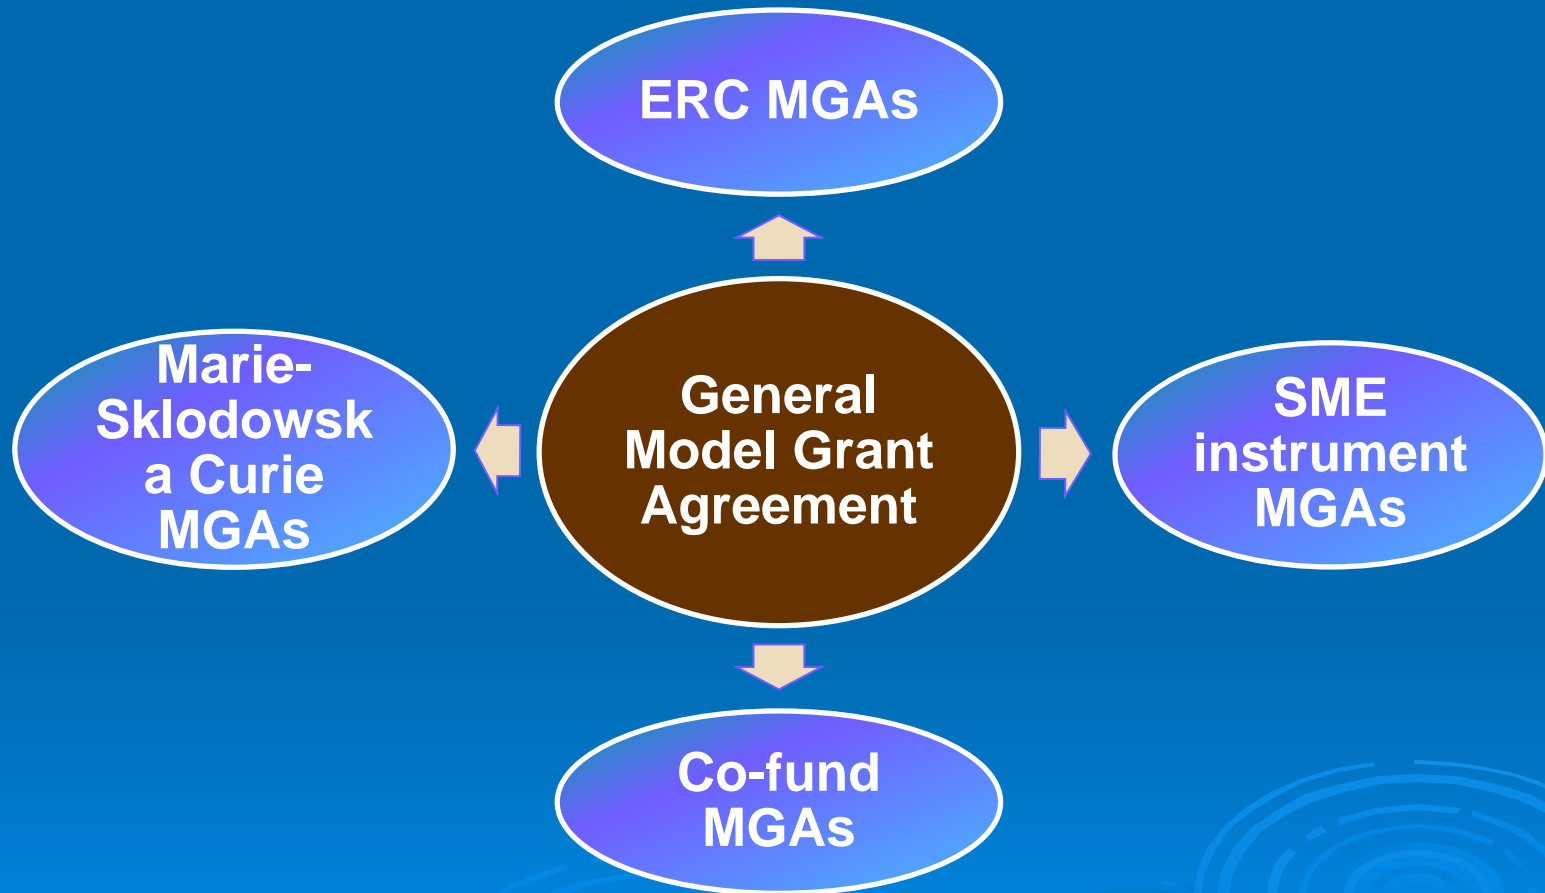 ERC MGAs
Marie-
Sklodowsk
a Curie
MGAs
General
Model Grant
Agreement
SME
instrument
MGAs
Co-fund
MGAs